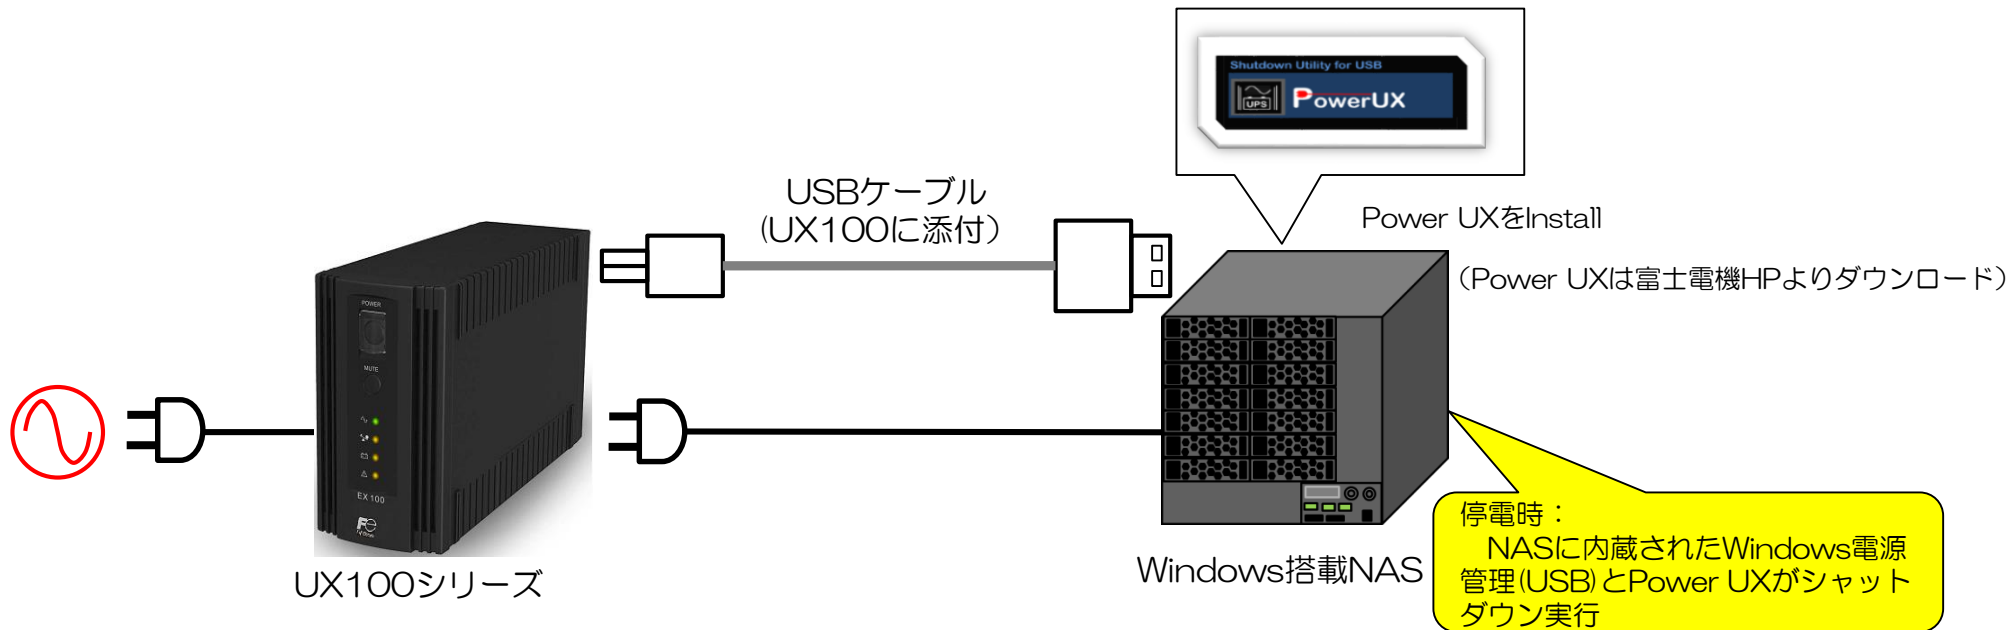 Shutdown Utility for USB
UPS
PowerUX
USBケーブル
(UX100に添付)
Power UXをInstall
(Power UXは富士電機HPよりダウンロード)
POWER
MUTE
EX 100
Fe
UX100シリーズ
Windows搭載NAS
停電時：
NASに内蔵されたWindows電源
管理(USB)とPower UXがシャット
ダウン実行